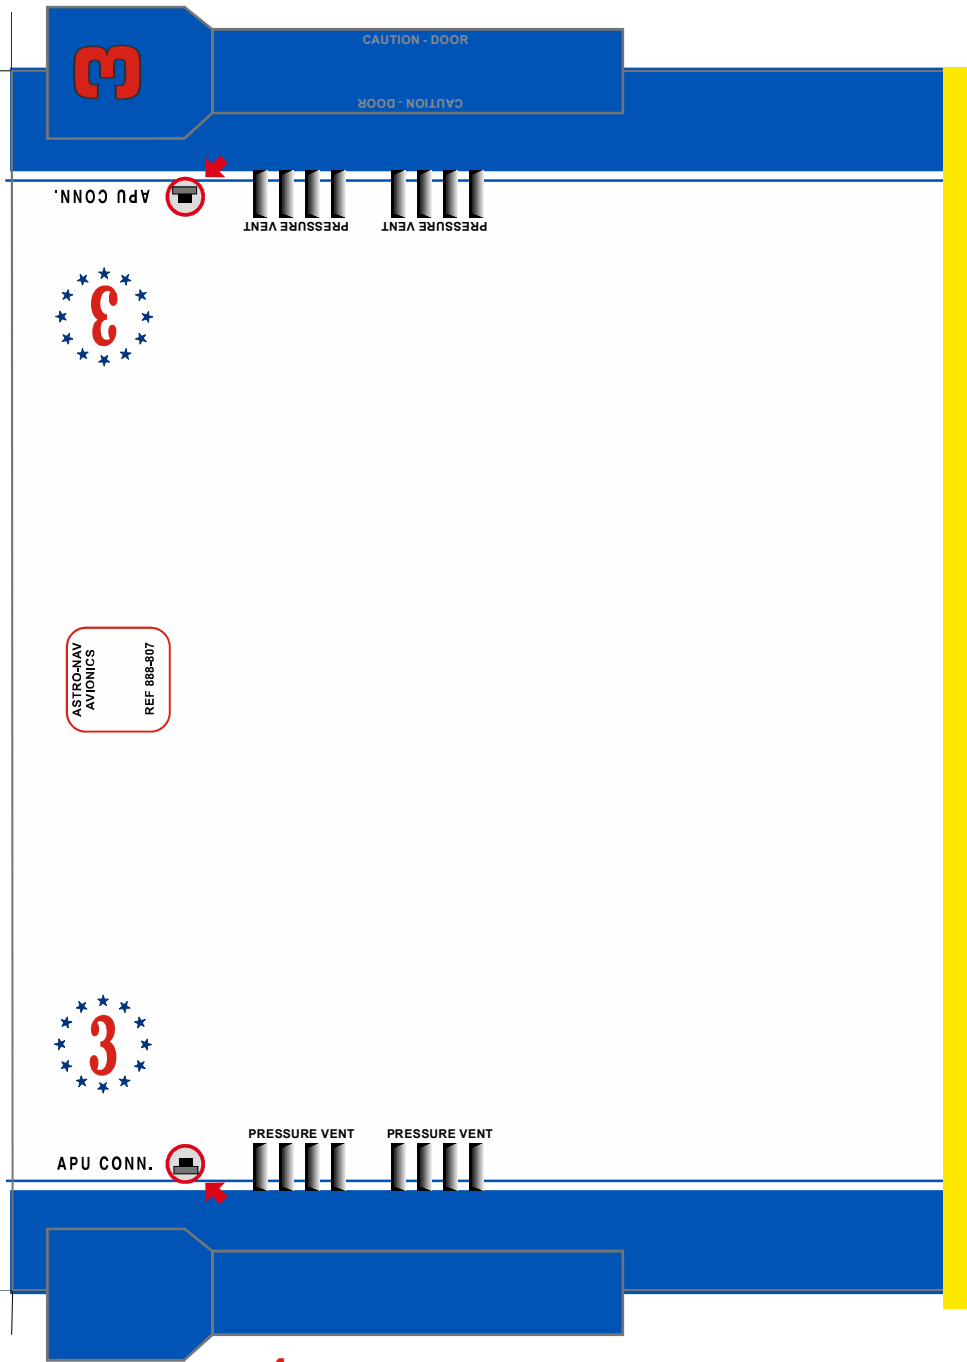 CAUTION - DOOR
3
CAUTION - DOOR
APU CONN.
PRESSURE VENT
PRESSURE VENT
3
ASTRO-NAV
AVIONICS
REF 888-807
3
PRESSURE VENT
PRESSURE VENT
APU CONN.